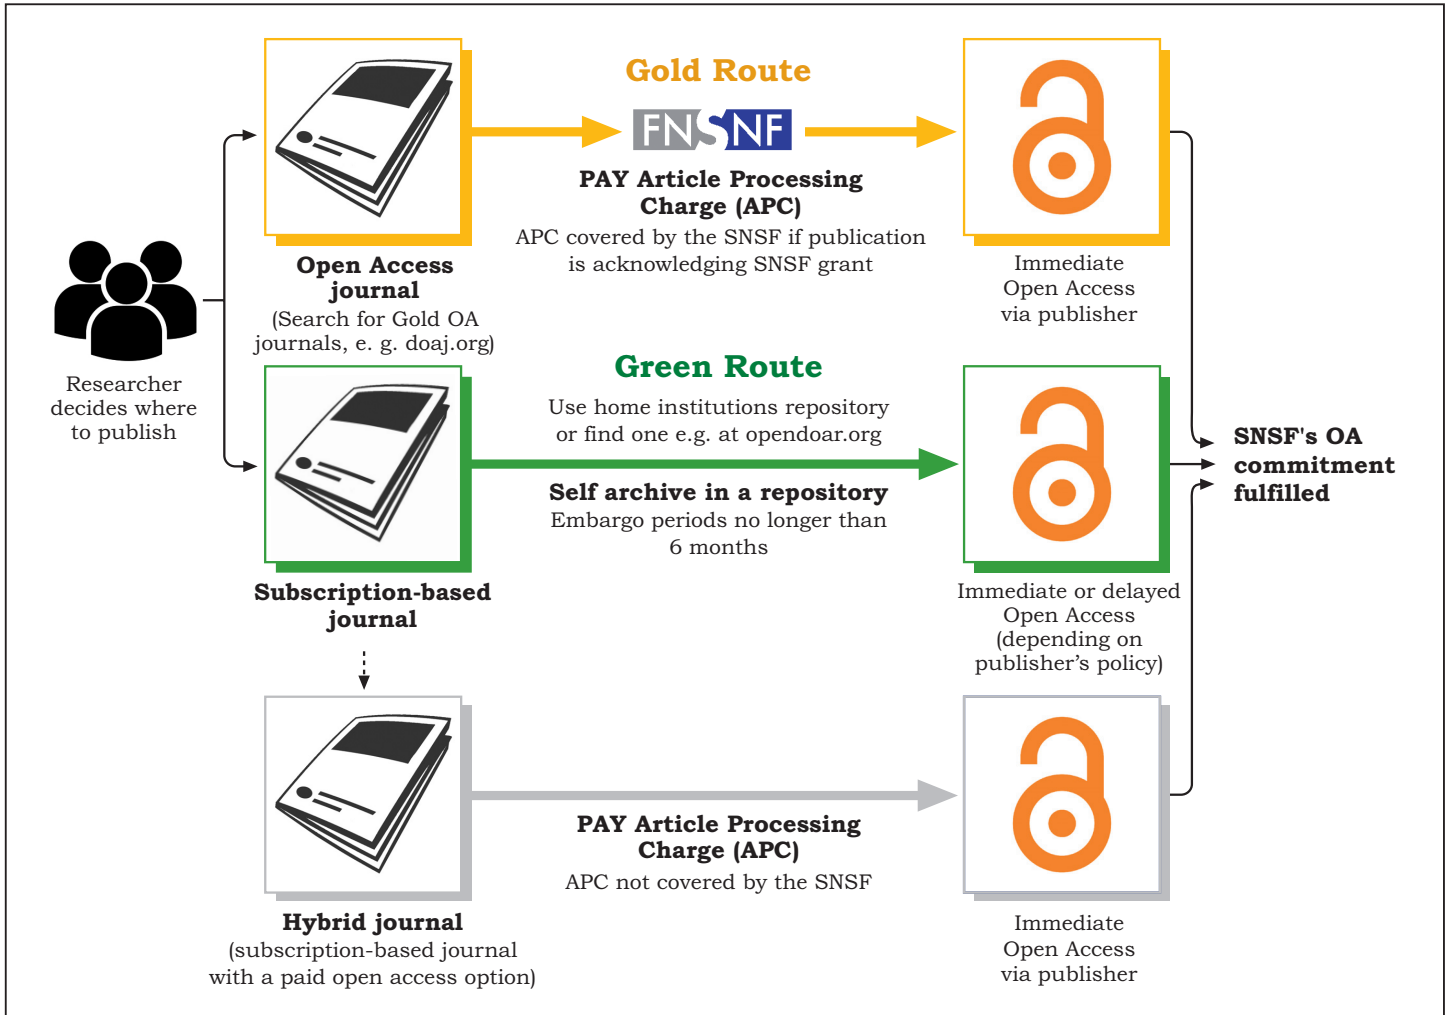 Researcher
decides where
to publish
Open Access
journal
(Search for Gold OA
journals, e. g. doaj.org)
Gold Route
FNSNF
PAY Article Processing
Charge (APC)
APC covered by the SNSF if publication
is acknowledging SNSF grant
Immediate
Open Access
via publisher
Subscription-based
journal
Green Route
Use home institutions repository
or find one e.g. at opendoar.org
Self archive in a repository
Embargo periods no longer than
6 months
Immediate or delayed
Open Access
(depending on
publisher’s policy)
Hybrid journal
(subscription-based journal
with a paid open access option)
PAY Article Processing
Charge (APC)
APC not covered by the SNSF
Immediate
Open Access
via publisher
SNSF's OA
commitment
fulfilled